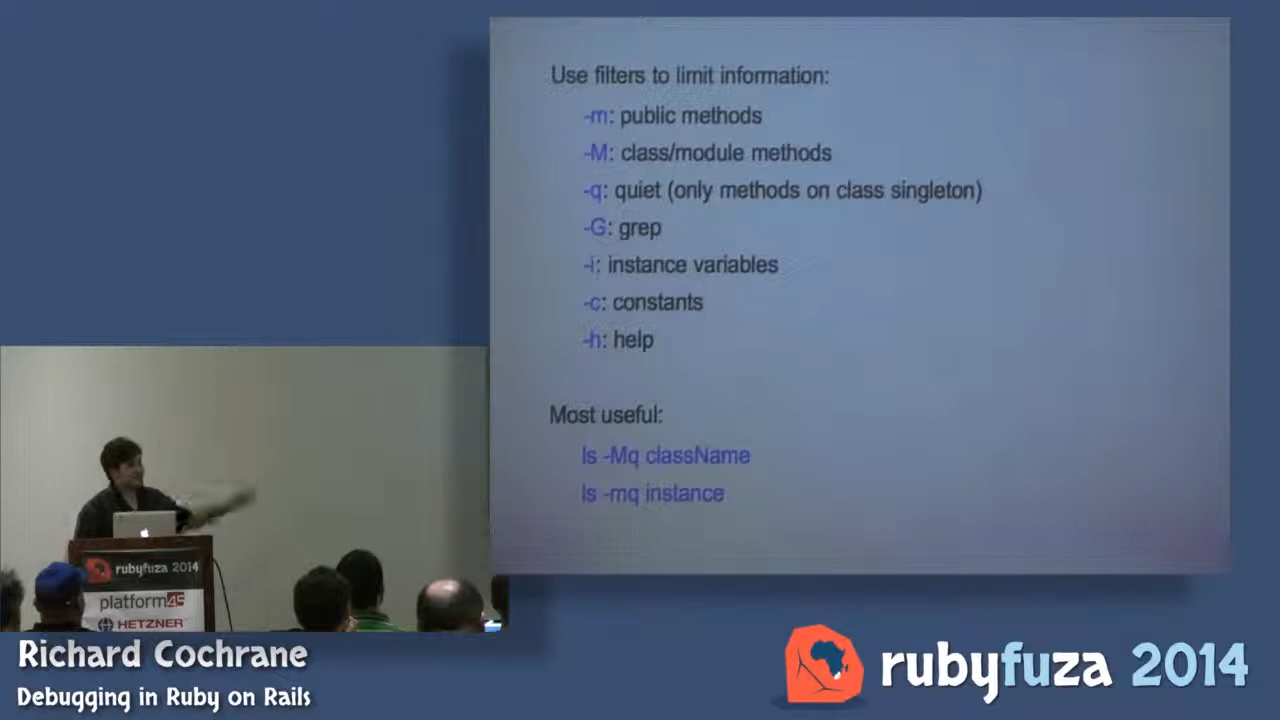 Use filters to limit information:
-m: public methods
-M: class/module methods
-q: quiet (only methods on class singleton)
-G: grep
-i: instance variables
-c: constants
-h: help
Most useful:
ls -Mq className
ls -mq instance
rubyfuza 2014
platform45
HETZNER
Richard Cochrane
Debugging in Ruby on Rails
rubyfuza 2014